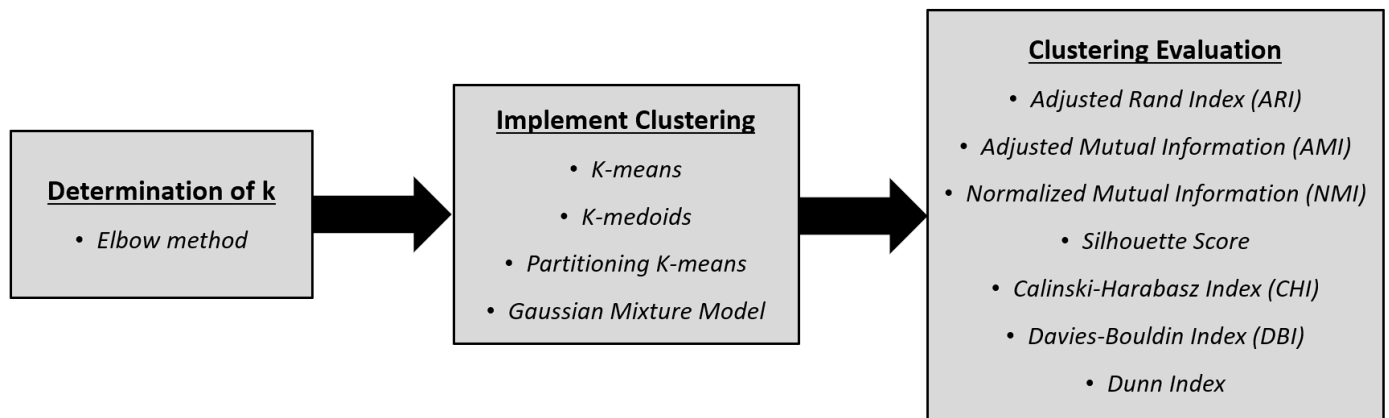 Determination of k
• Elbow method
Implement Clustering
• K-means
• K-medoids
• Partitioning K-means
• Gaussian Mixture Model
Clustering Evaluation
• Adjusted Rand Index (ARI)
• Adjusted Mutual Information (AMI)
• Normalized Mutual Information (NMI)
• Silhouette Score
• Calinski-Harabasz Index (CHI)
• Davies-Bouldin Index (DBI)
• Dunn Index